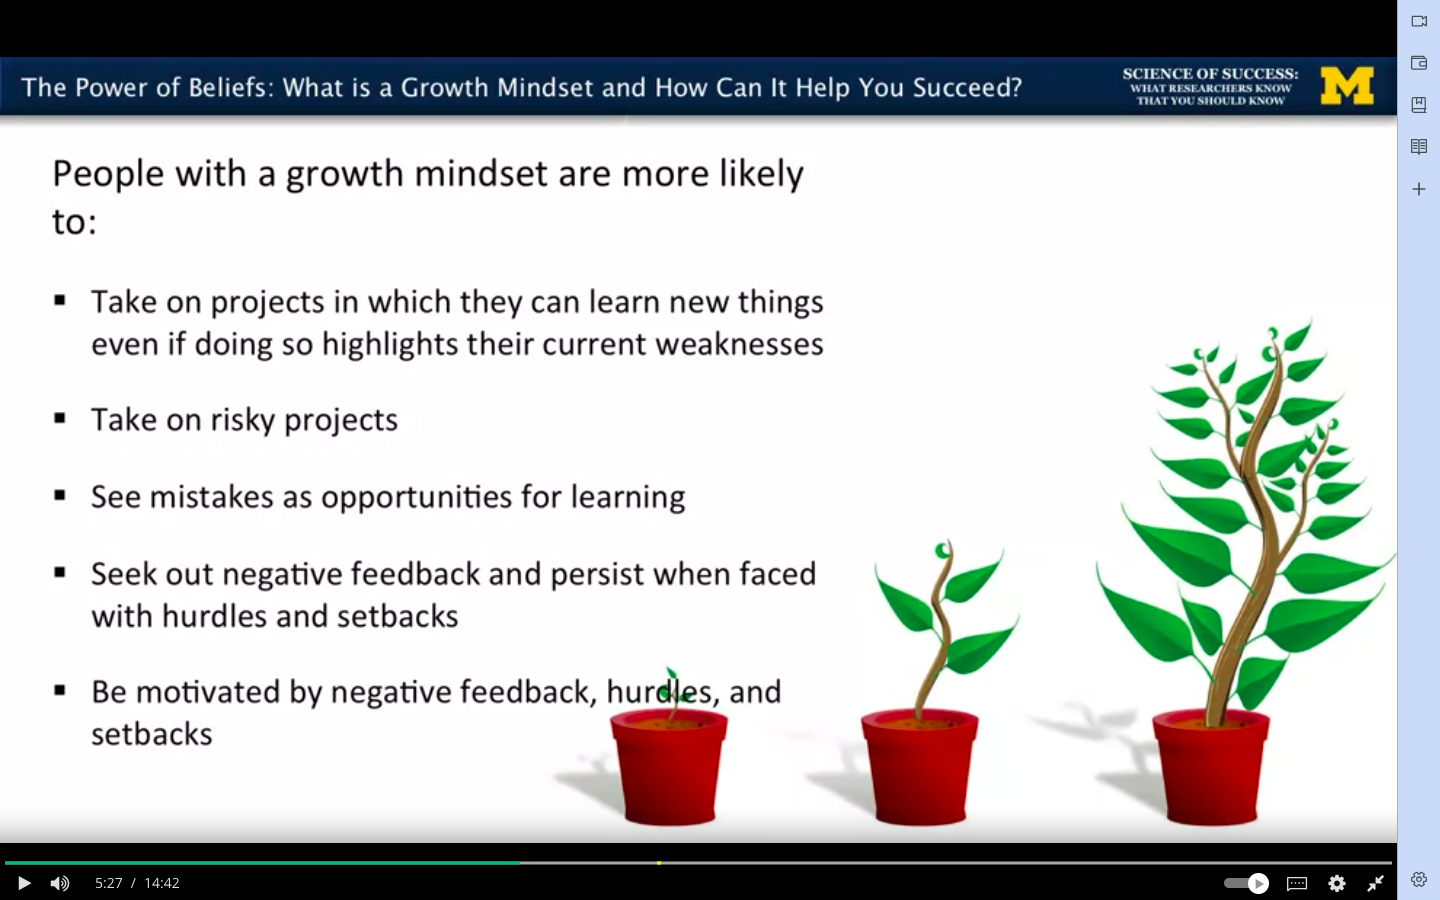 The Power of Beliefs: What is a Growth Mindset and How Can It Help You Succeed?
SCIENCE OF SUCCESS:
WHAT RESEARCHERS KNOW
THAT YOU SHOULD KNOW
M
People with a growth mindset are more likely
to:
▪ Take on projects in which they can learn new things
even if doing so highlights their current weaknesses
▪ Take on risky projects
▪ See mistakes as opportunities for learning
▪ Seek out negative feedback and persist when faced
with hurdles and setbacks
▪ Be motivated by negative feedback, hurdles, and
setbacks
5:27 / 14:42